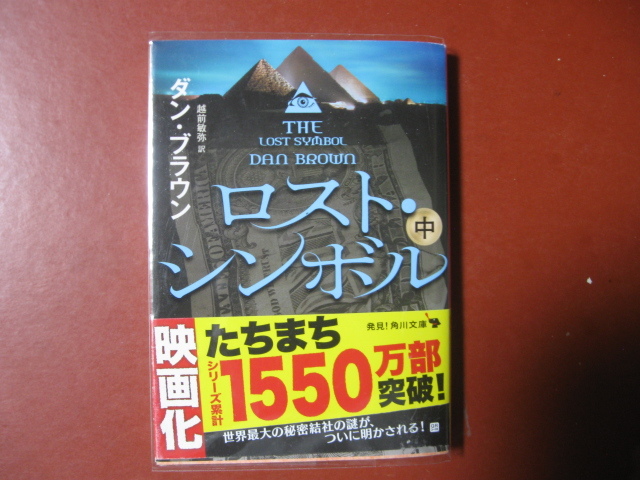 THE
LOST SYMBOL
DAN BROWN
ダン・ブラウン
越前敏弥 訳
ロスト・
シンボル
中
映画化
発見!角川文庫
たちまち
シリーズ累計
1550万部
突破!
世界最大の秘密結社の謎が、
ついに明かされる!